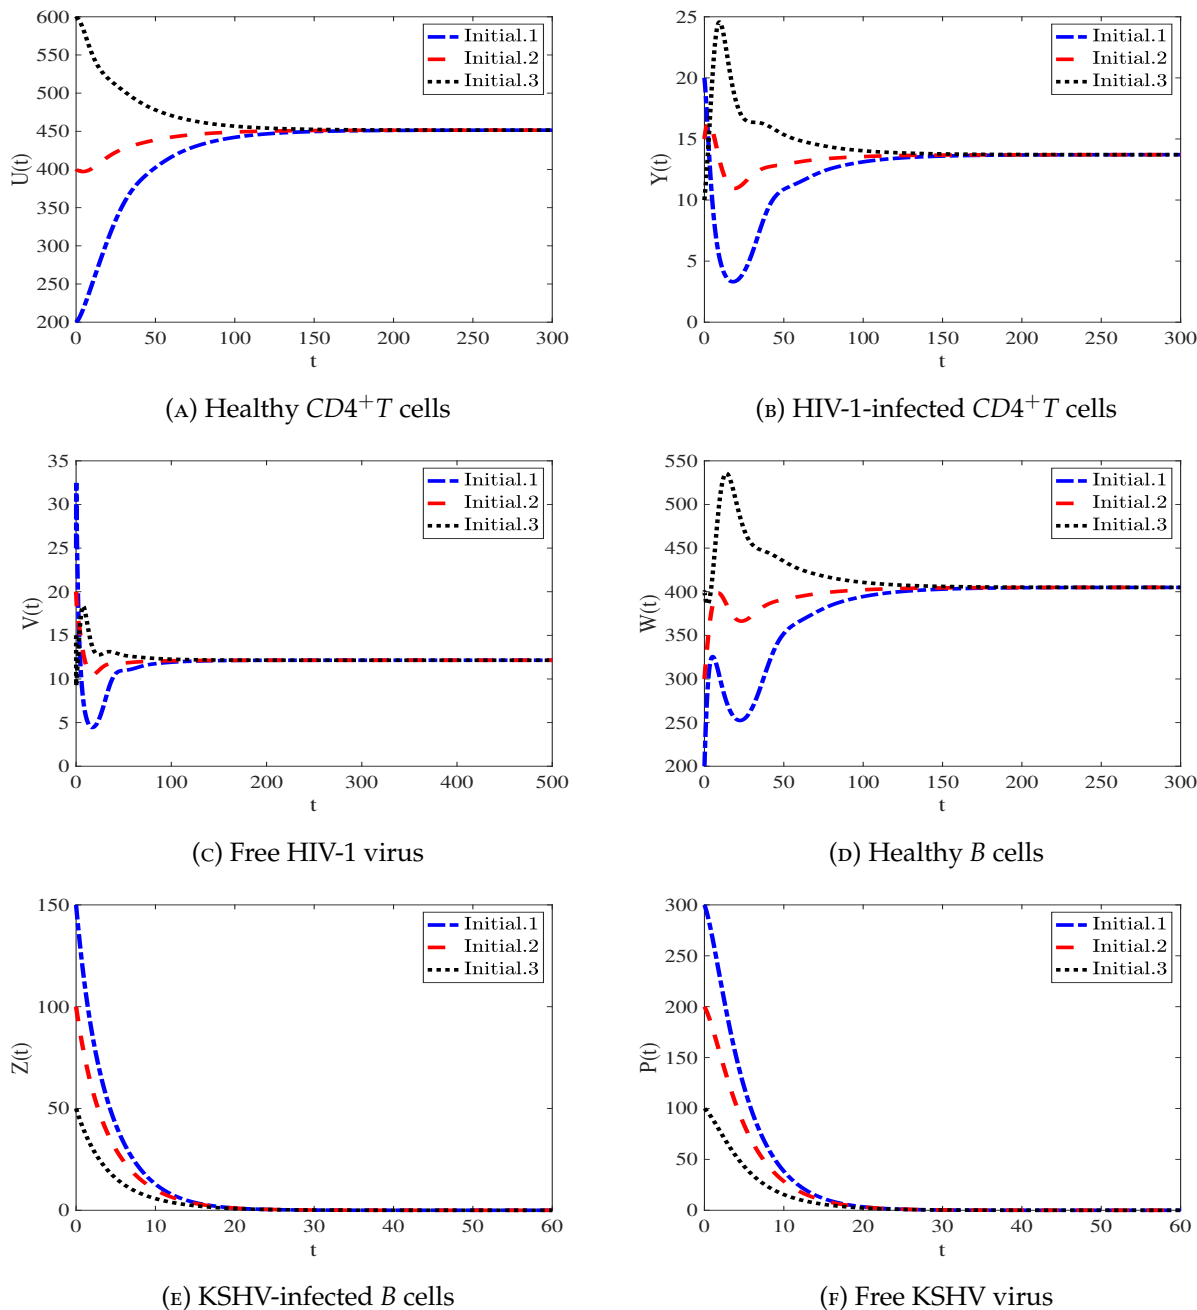 600
550
500
450
400
350
300
250
200
U(t)
0 50 100 150 200 250 300
t
Initial.1
Initial.2
Initial.3
(A) Healthy CD4+T cells
25
20
15
10
5
0
Y(t)
0 50 100 150 200 250 300
t
Initial.1
Initial.2
Initial.3
(B) HIV-1-infected CD4+T cells
35
30
25
20
15
10
5
0
V(t)
0 100 200 300 400 500
t
Initial.1
Initial.2
Initial.3
(C) Free HIV-1 virus
550
500
450
400
350
300
250
200
W(t)
0 50 100 150 200 250 300
t
Initial.1
Initial.2
Initial.3
(D) Healthy B cells
150
100
50
0
Z(t)
0 10 20 30 40 50 60
t
Initial.1
Initial.2
Initial.3
(E) KSHV-infected B cells
300
250
200
150
100
50
0
P(t)
0 10 20 30 40 50 60
t
Initial.1
Initial.2
Initial.3
(F) Free KSHV virus